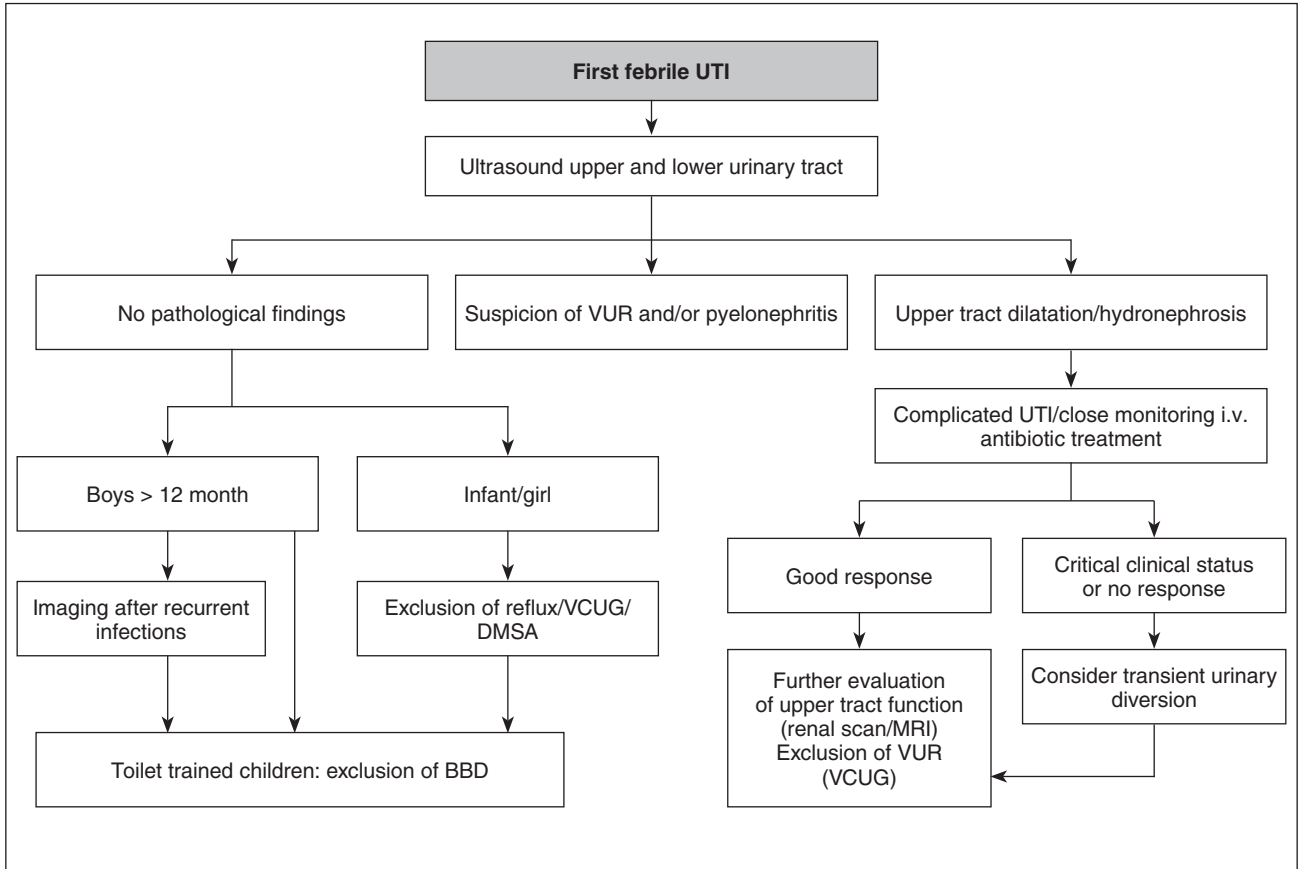 First febrile UTI
Ultrasound upper and lower urinary tract
No pathological findings
Suspicion of VUR and/or pyelonephritis
Upper tract dilatation/hydronephrosis
Complicated UTI/close monitoring i.v.
antibiotic treatment
Boys > 12 month
Infant/girl
Good response
Critical clinical status
or no response
Imaging after recurrent
infections
Exclusion of reflux/VCUG/
DMSA
Further evaluation
of upper tract function
(renal scan/MRI)
Exclusion of VUR
(VCUG)
Consider transient urinary
diversion
Toilet trained children: exclusion of BBD